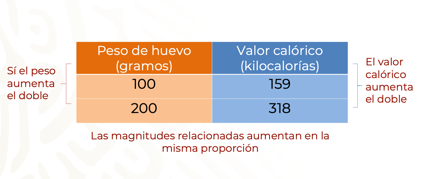 Peso de huevo
(gramos)
Valor calórico
(kilocalorías)
100
159
200
318
Sí el peso
aumenta
el doble
El valor
calórico
aumenta
el doble
Las magnitudes relacionadas aumentan en la
misma proporción